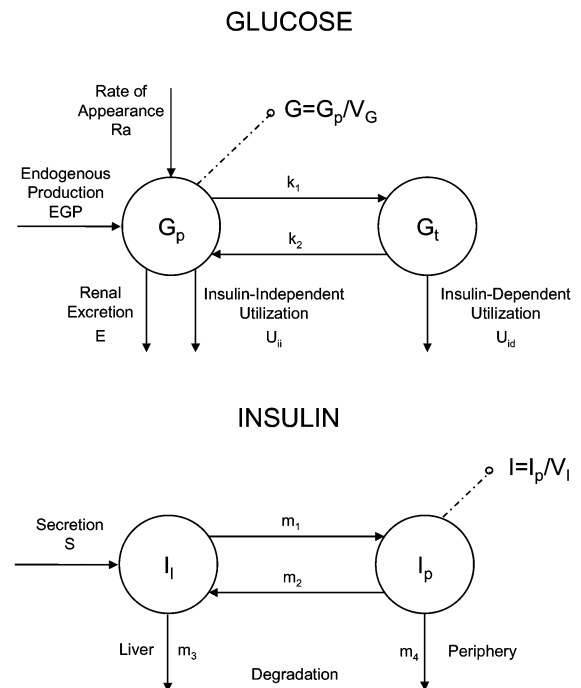 GLUCOSE
Rate of
Appearance
Ra
G=Gp/VG
Endogenous
Production
EGP
k1
Gp
Gt
k2
Renal
Excretion
E
Insulin-Independent
Utilization
Uii
Insulin-Dependent
Utilization
Uid
INSULIN
I=Ip/VI
Secretion
S
m1
Il
Ip
m2
Liver m3
m4 Periphery
Degradation